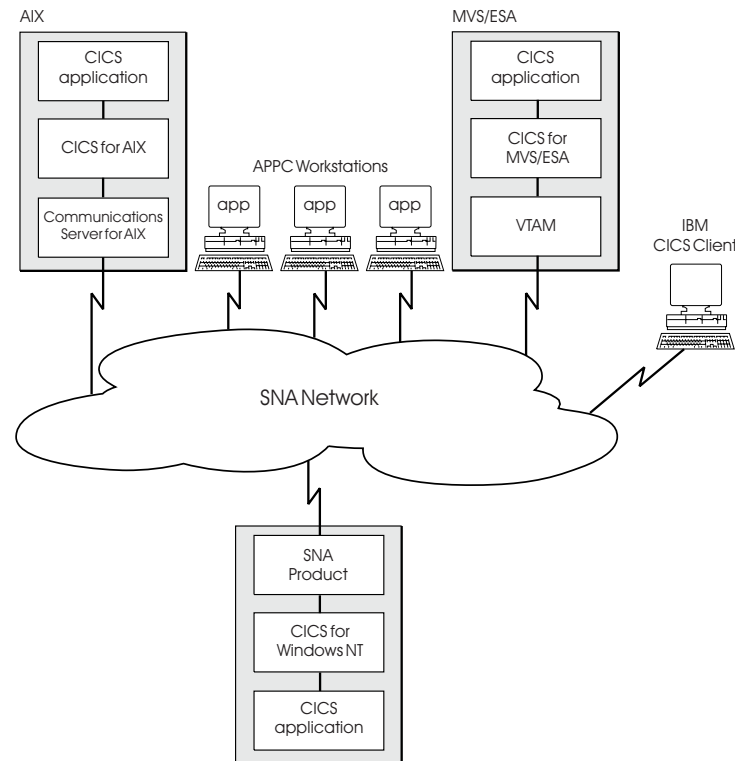 AIX
CICS
application
CICS for AIX
Communications
Server for AIX
APPC Workstations
app
app
app
MVS/ESA
CICS
application
CICS for
MVS/ESA
VTAM
IBM
CICS Client
SNA Network
SNA
Product
CICS for
Windows NT
CICS
application